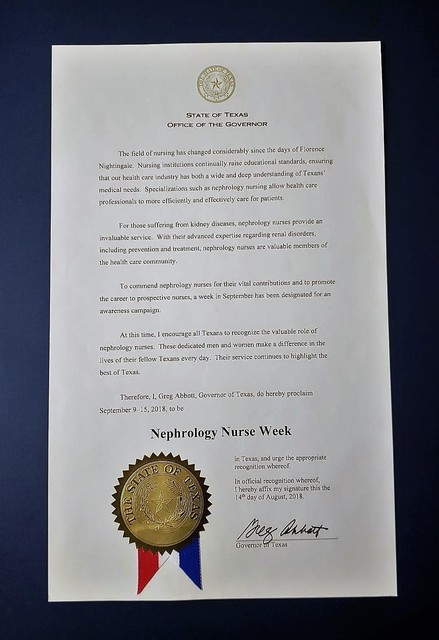 STATE OF TEXAS
OFFICE OF THE GOVERNOR
The field of nursing has changed considerably since the days of Florence
Nightingale. Nursing institutions continually raise educational standards, ensuring
that our health care industry has both a wide and deep understanding of Texans'
medical needs. Specializations such as nephrology nursing allow health care
professionals to more efficiently and effectively care for patients.
For those suffering from kidney diseases, nephrology nurses provide an
invaluable service. With their advanced expertise regarding renal disorders,
including prevention and treatment, nephrology nurses are valuable members of
the health care community.
To commend nephrology nurses for their vital contributions and to promote
the career to prospective nurses, a week in September has been designated for an
awareness campaign.
At this time, I encourage all Texans to recognize the valuable role of
nephrology nurses. These dedicated men and women make a difference in the
lives of their fellow Texans every day. Their service continues to highlight the
best of Texas.
Therefore, I, Greg Abbott, Governor of Texas, do hereby proclaim
September 9-15, 2018, to be
Nephrology Nurse Week
in Texas, and urge the appropriate
recognition whereof.
In official recognition whereof,
I hereby affix my signature this the
14th day of August, 2018.
Greg Abbott
Governor of Texas
THE STATE OF TEXAS